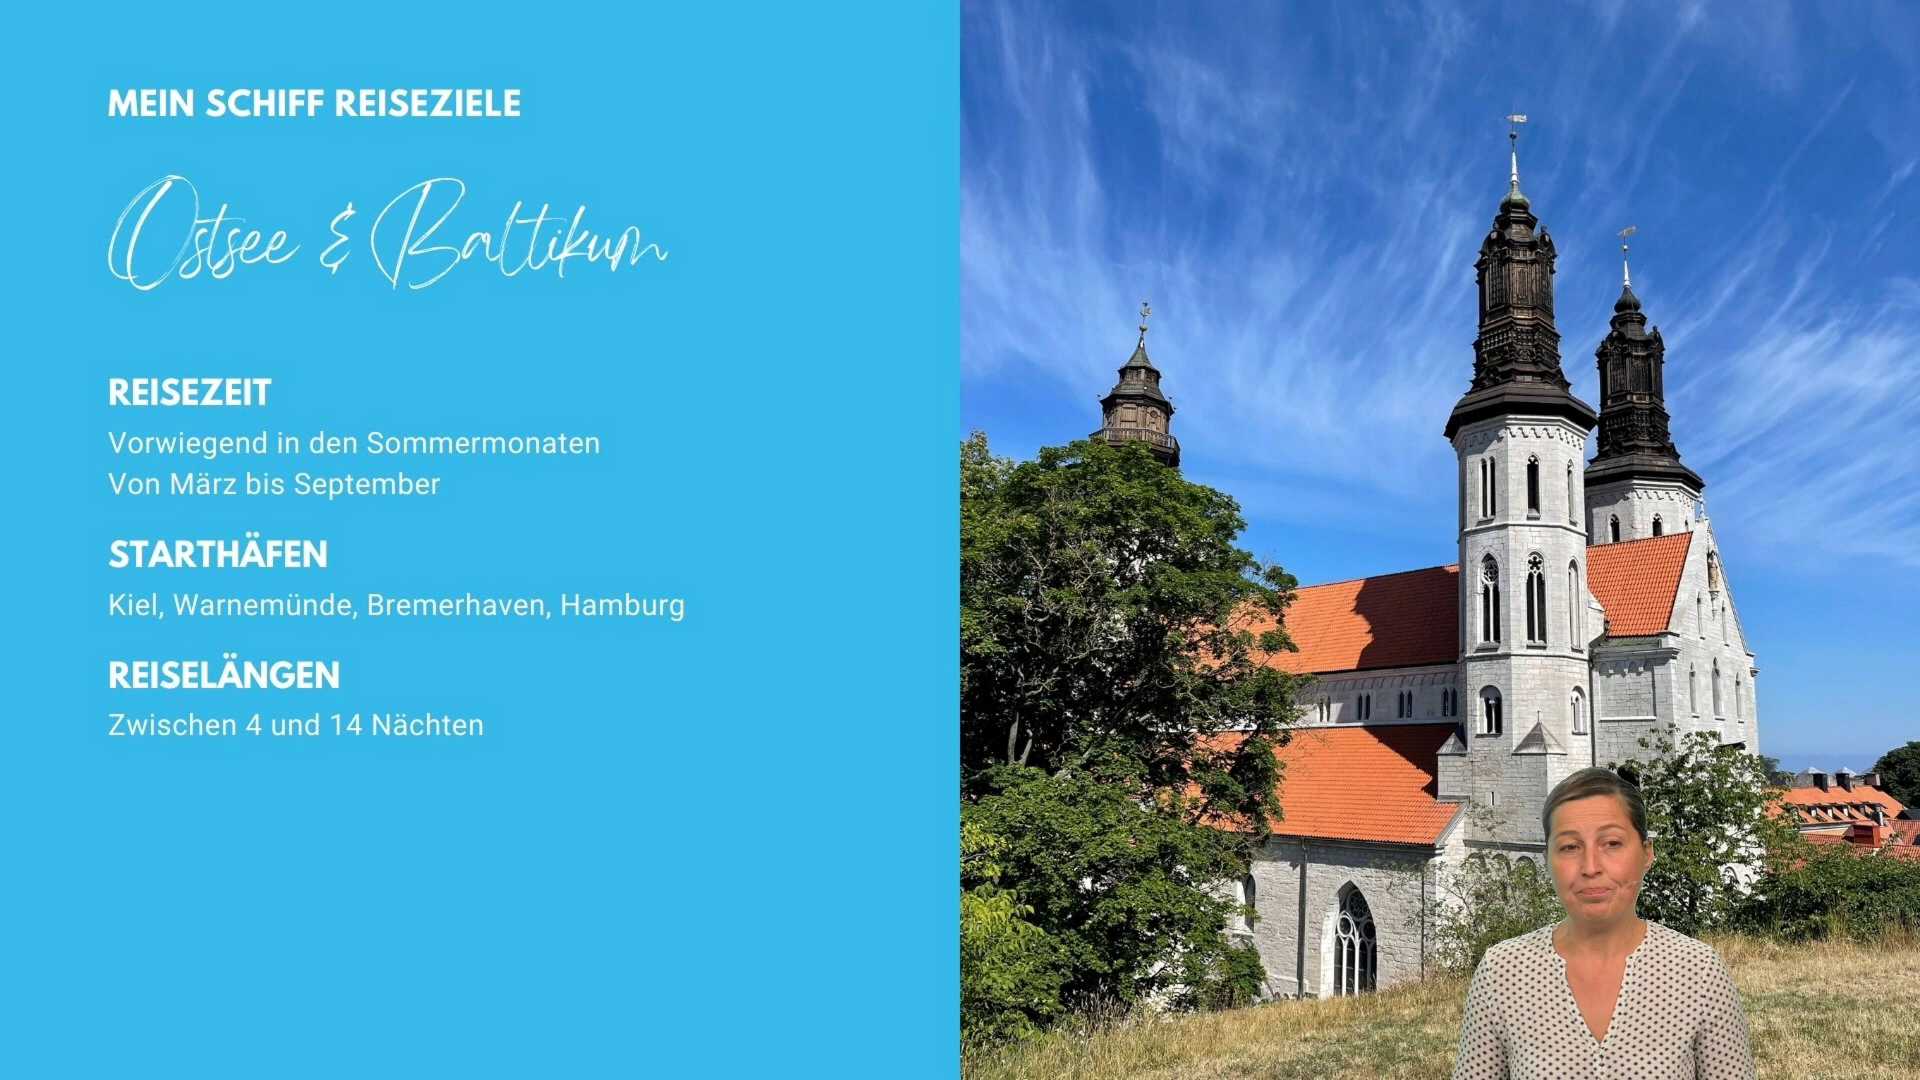 MEIN SCHIFF REISEZIELE
Ostsee & Baltikum
REISEZEIT
Vorwiegend in den Sommermonaten
Von März bis September
STARTHÄFEN
Kiel, Warnemünde, Bremerhaven, Hamburg
REISELÄNGEN
Zwischen 4 und 14 Nächten